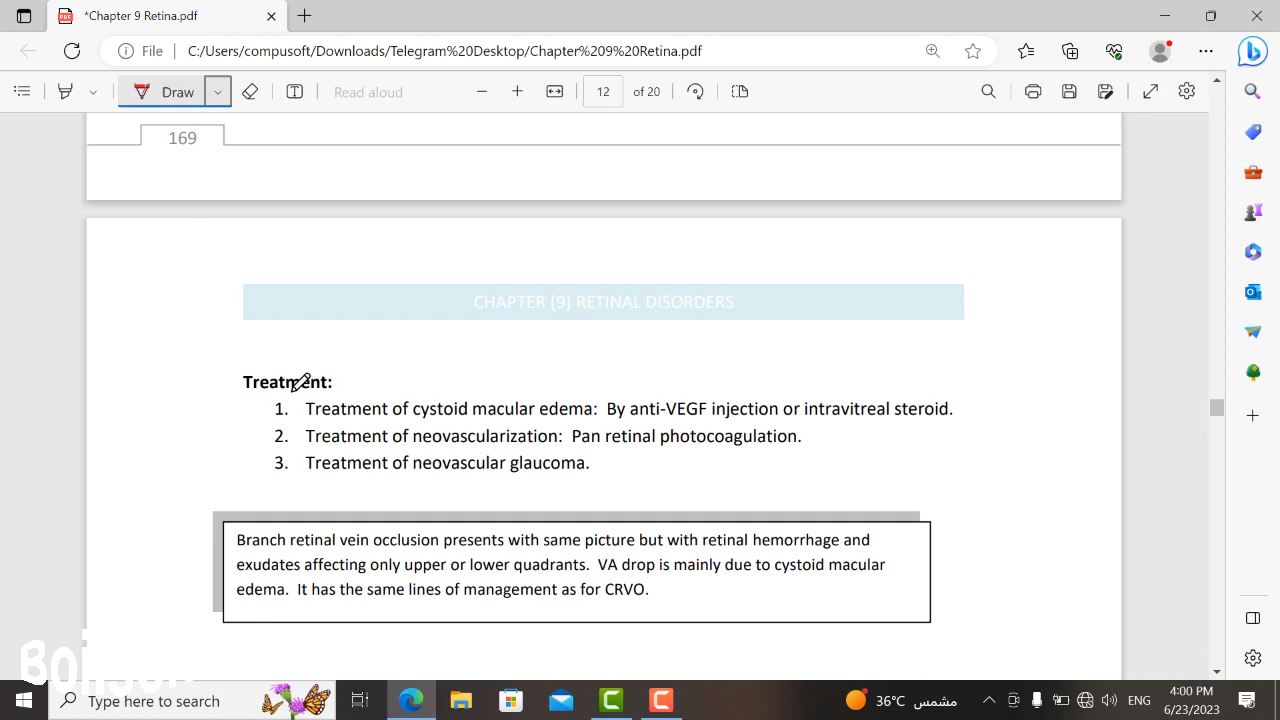 *Chapter 9 Retina.pdf
File
C:/Users/compusoft/Downloads/Telegram%20Desktop/Chapter%209%20Retina.pdf
Draw
Read aloud
12
of 20
169
CHAPTER (9) RETINAL DISORDERS
Treatment:
1. Treatment of cystoid macular edema: By anti-VEGF injection or intravitreal steroid.
2. Treatment of neovascularization: Pan retinal photocoagulation.
3. Treatment of neovascular glaucoma.
Branch retinal vein occlusion presents with same picture but with retinal hemorrhage and
exudates affecting only upper or lower quadrants. VA drop is mainly due to cystoid macular
edema. It has the same lines of management as for CRVO.
Type here to search
36°C مشمس
ENG
4:00 PM
6/23/2023